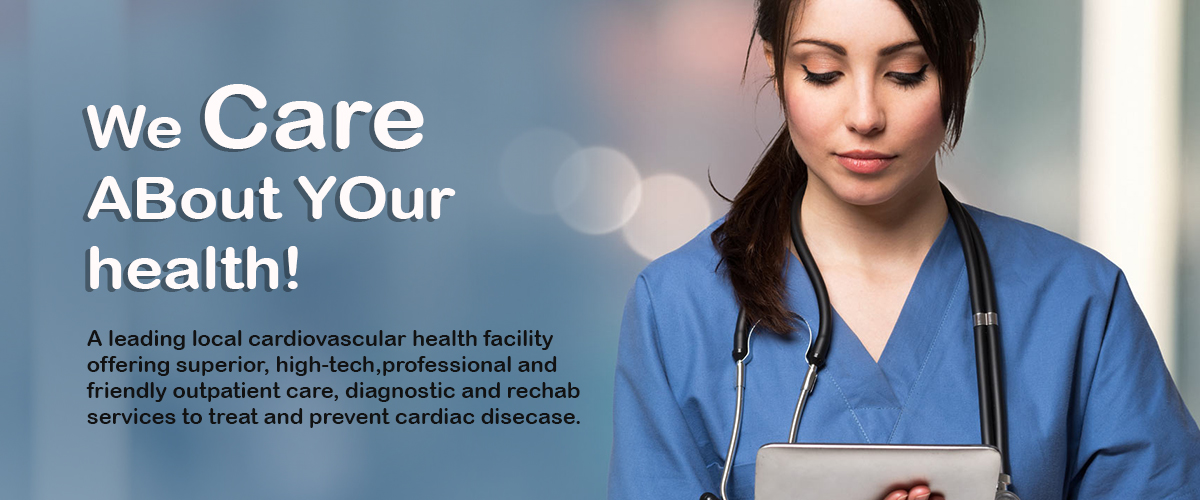 We Care
ABout YOur
health!
A leading local cardiovascular health facility
offering superior, high-tech,professional and
friendly outpatient care, diagnostic and rechab
services to treat and prevent cardiac disecase.